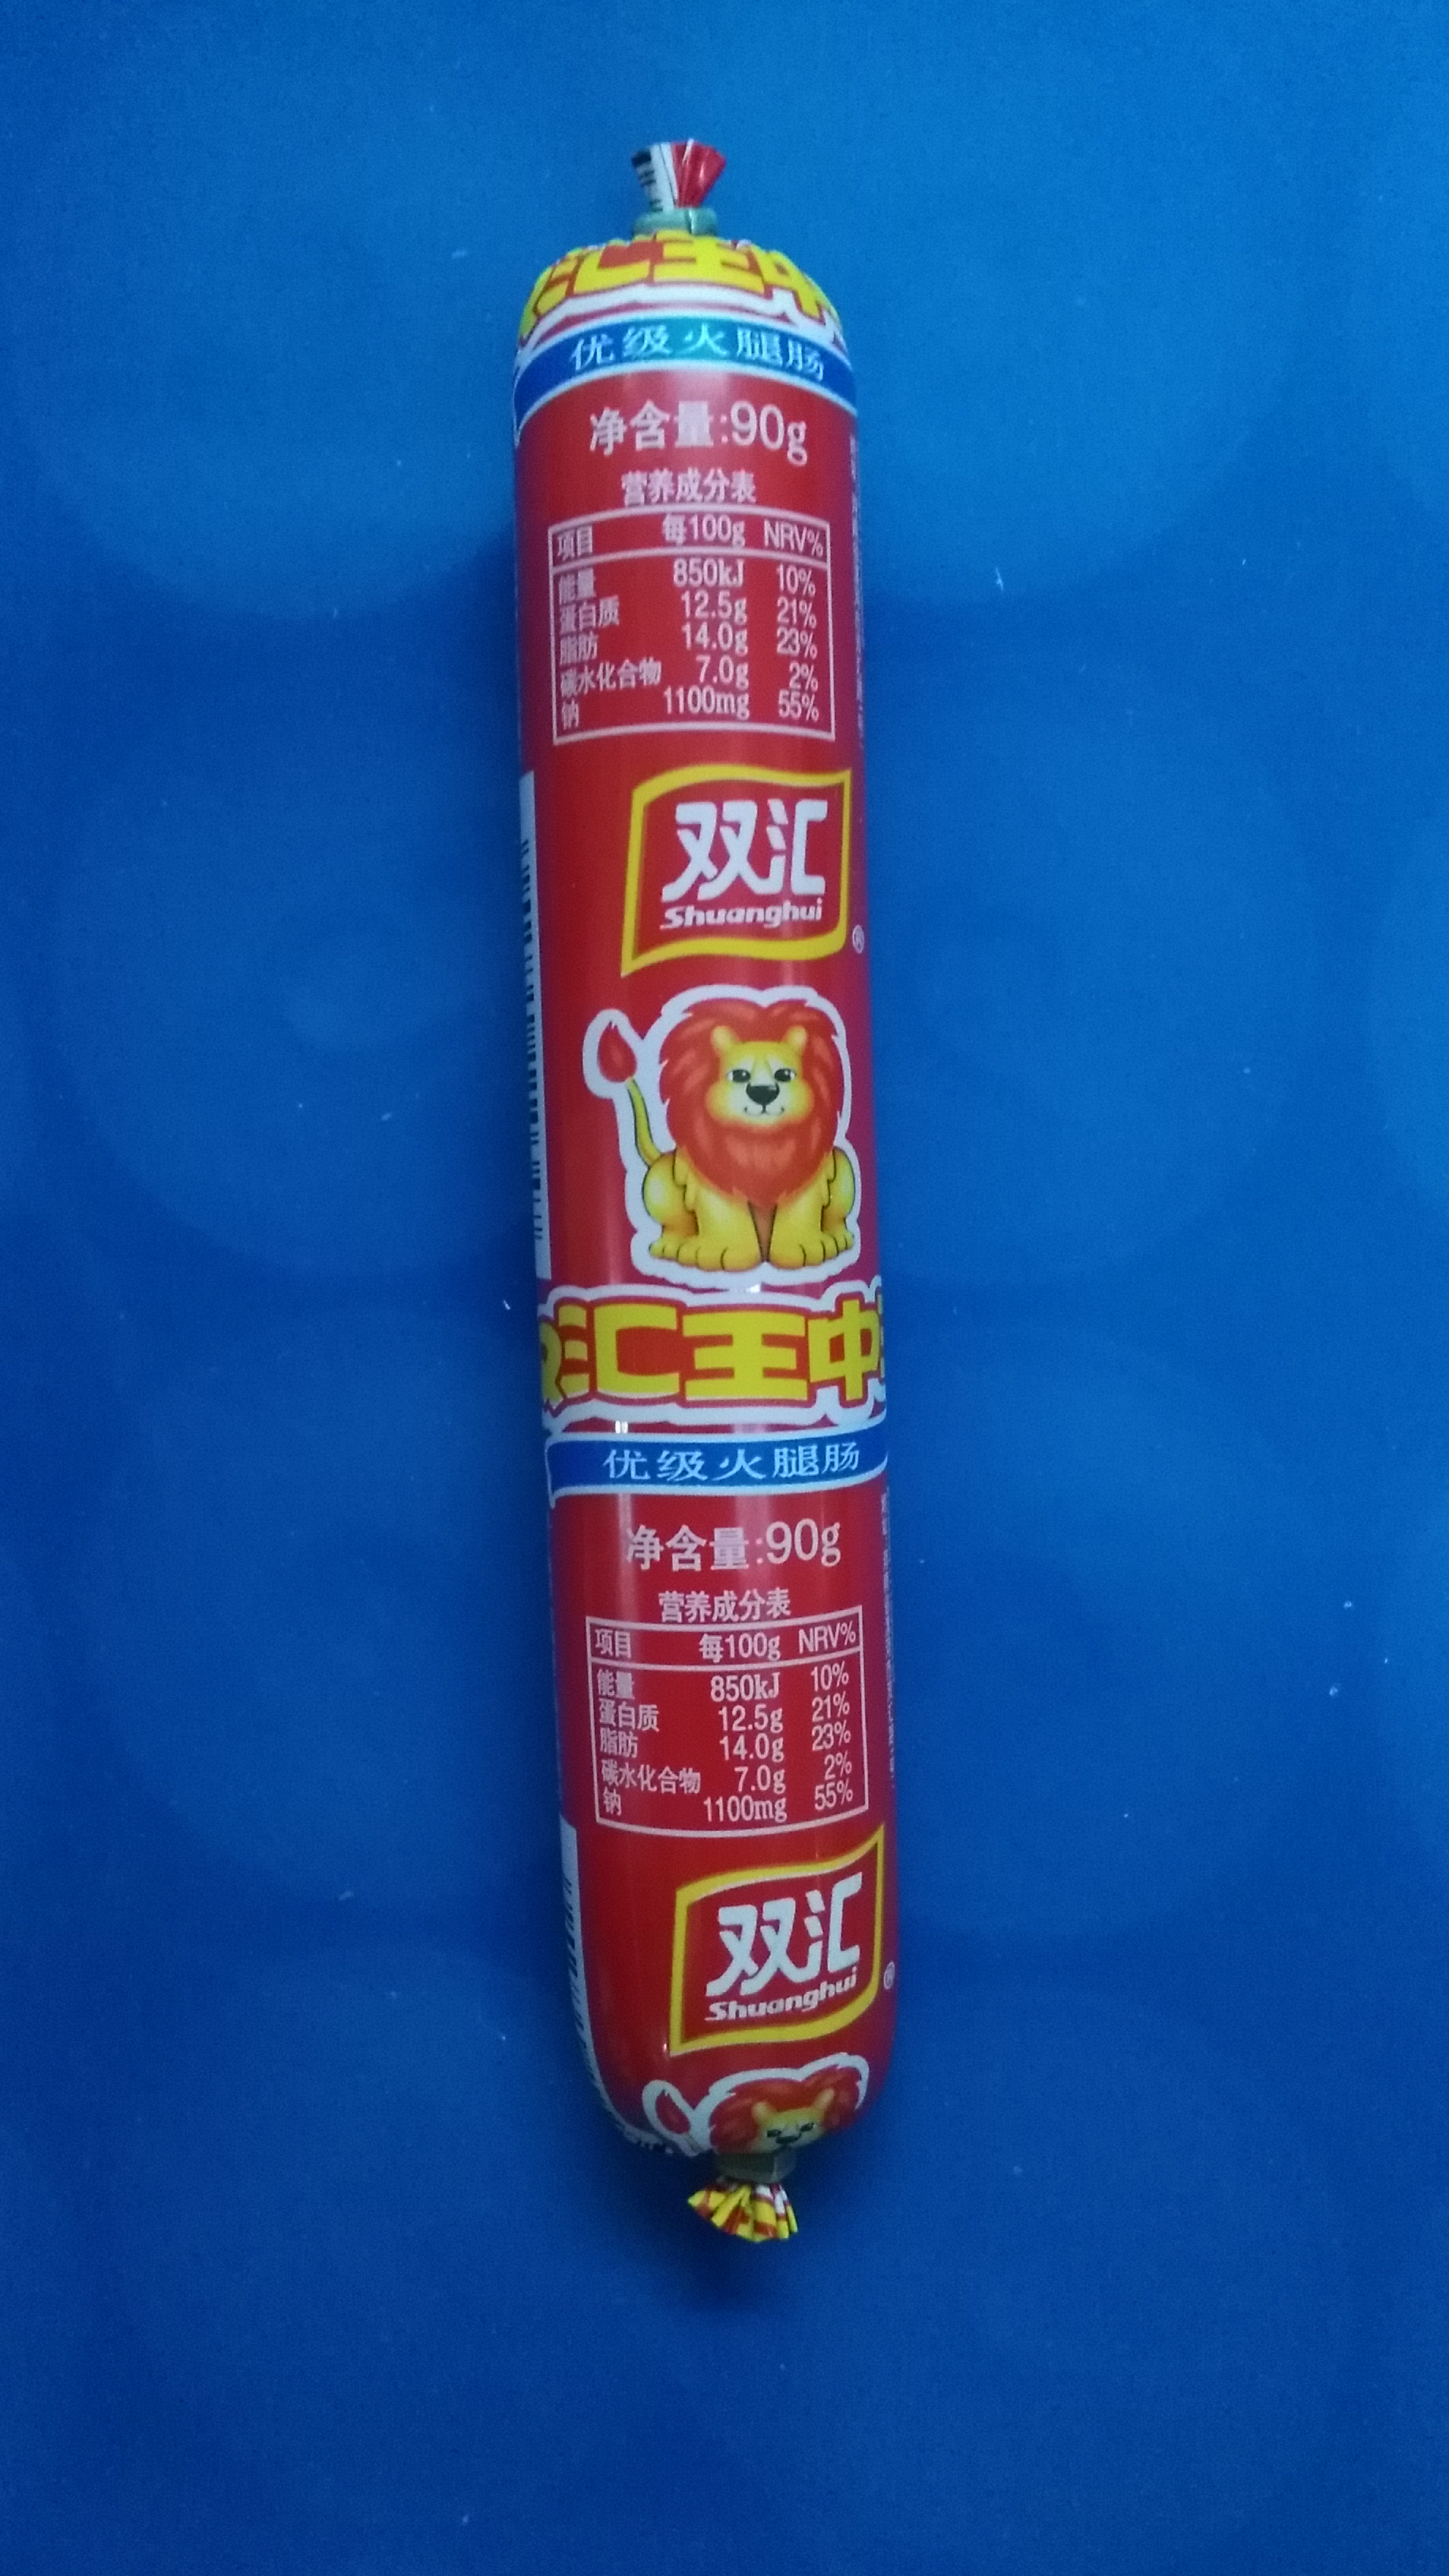 汇王中
优级火腿肠
净含量:90g
营养成分表
项目 每100g NRV%
能量 850kJ 10%
蛋白质 12.5g 21%
脂肪 14.0g 23%
碳水化合物 7.0g 2%
钠 1100mg 55%
双汇
Shuanghui
®
汇王中
优级火腿肠
净含量:90g
营养成分表
项目 每100g NRV%
能量 850kJ 10%
蛋白质 12.5g 21%
脂肪 14.0g 23%
碳水化合物 7.0g 2%
钠 1100mg 55%
双汇
Shuanghui
®